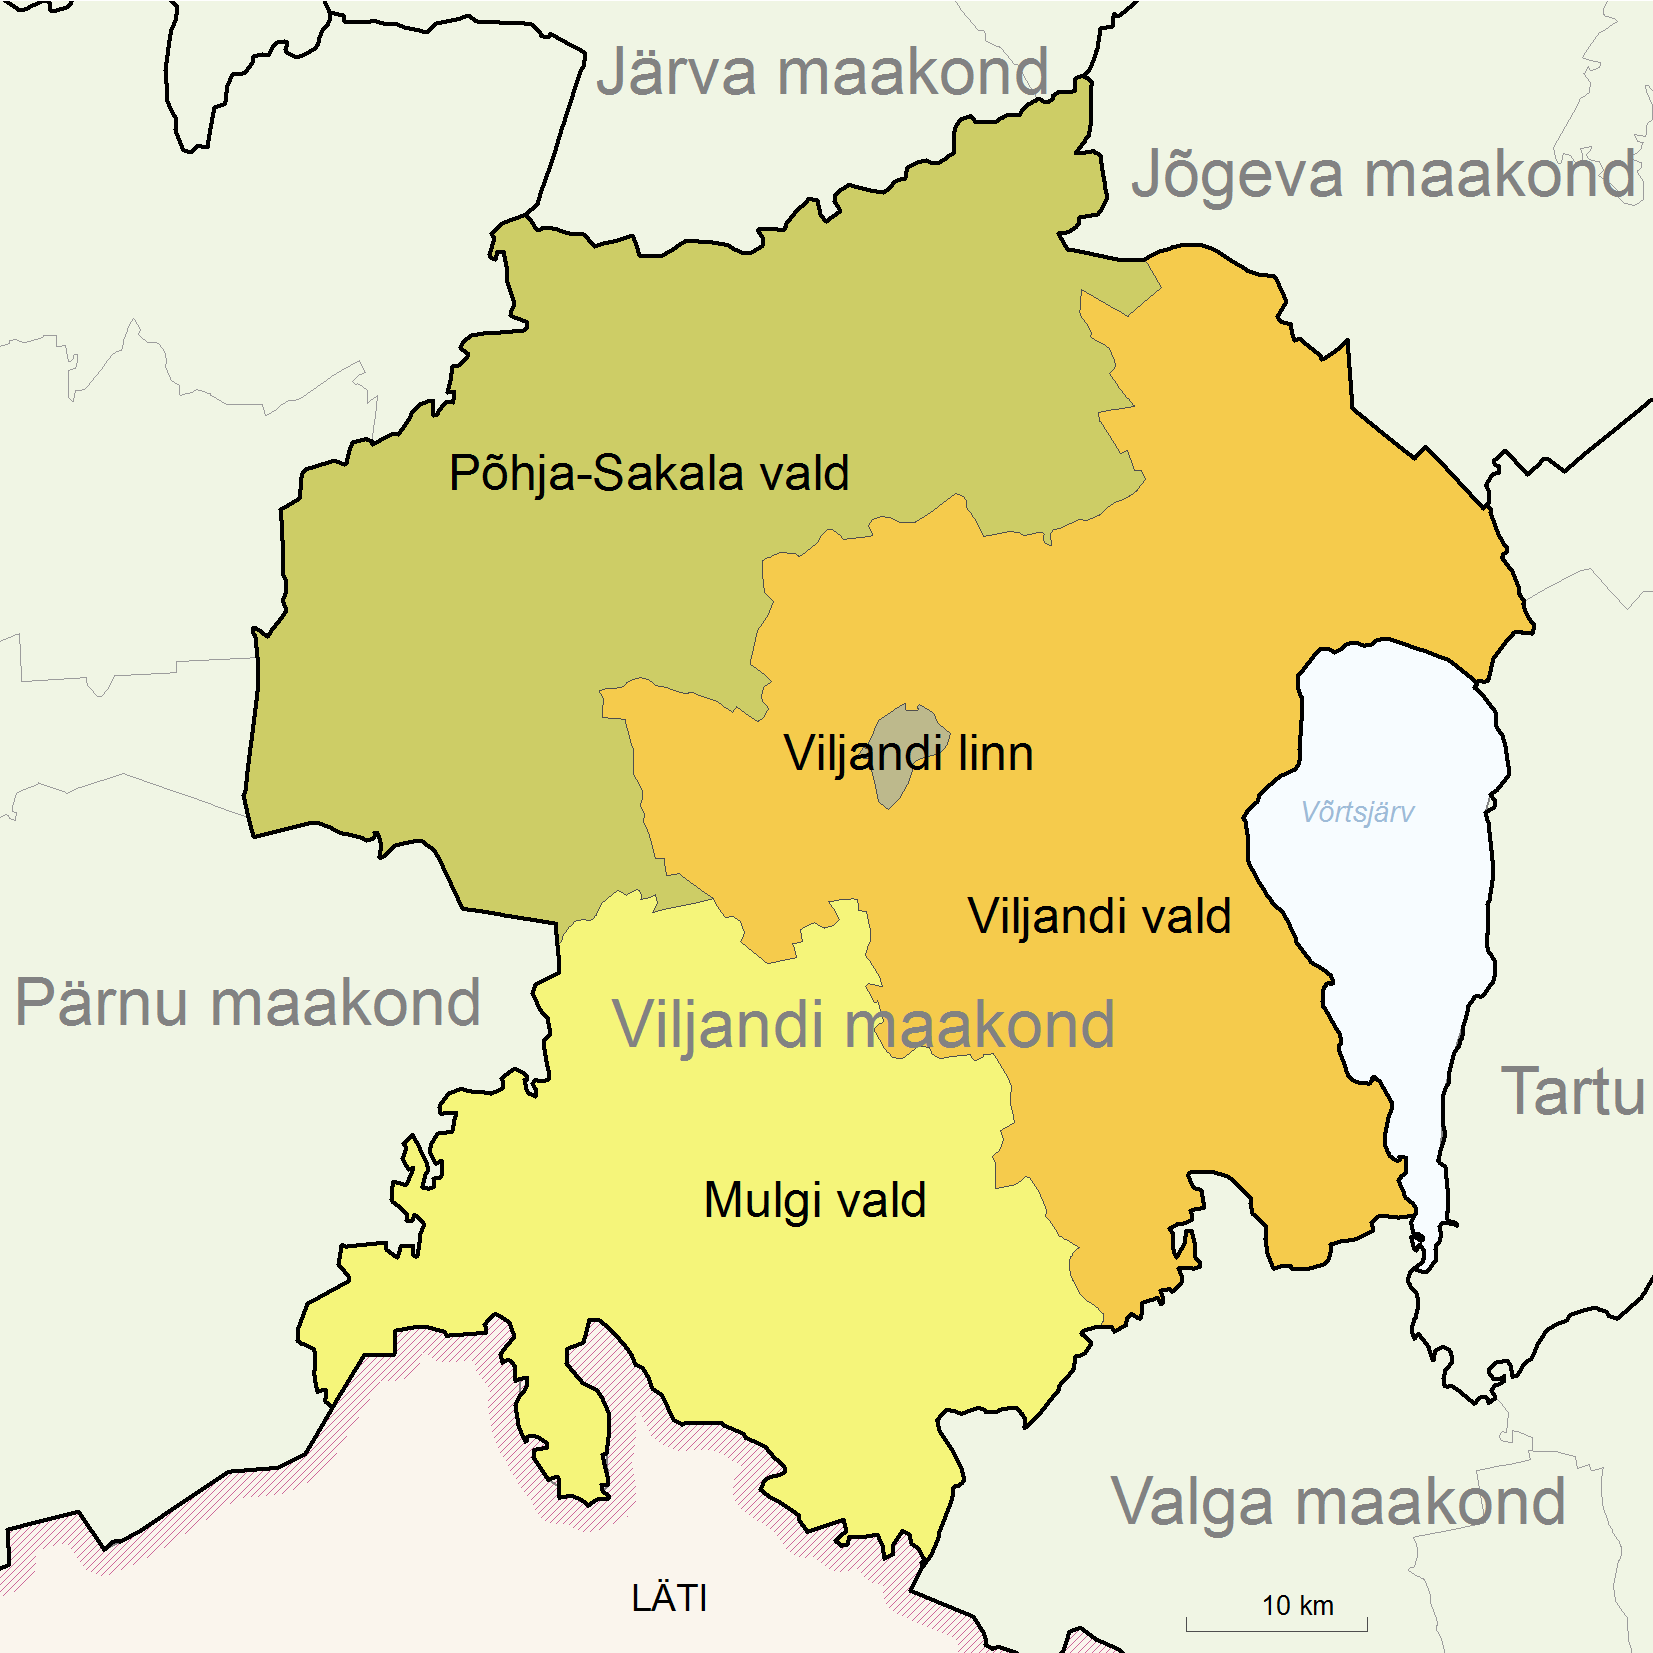 Järva maakond
Jõgeva maakond
Põhja-Sakala vald
Viljandi linn
Võrtsjärv
Viljandi vald
Pärnu maakond
Viljandi maakond
Tartu
Mulgi vald
Valga maakond
LÄTI
10 km